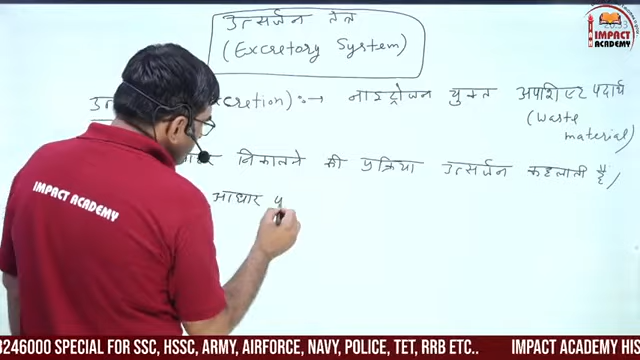 उत्सर्जन तंत्र
(Excretory System)
cretion) :→ नाइट्रोजन युक्त अपशिष्ट पदार्थ
(Waste material)
निकालने की प्रक्रिया उत्सर्जन कहलाती है/
आधार प
IMPACT ACADEMY
IMPACT
ACADEMY
3246000 SPECIAL FOR SSC, HSSC, ARMY, AIRFORCE, NAVY, POLICE, TET, RRB ETC.. IMPACT ACADEMY HIS